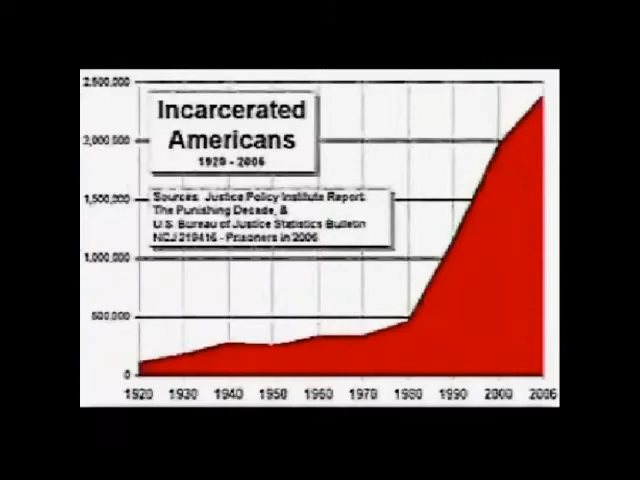 2,500,000
Incarcerated
Americans
1920 - 2006
2,000,000
Sources: Justice Policy Institute Report:
The Punishing Decade, &
U.S. Bureau of Justice Statistics Bulletin
NCJ 219416 - Prisoners in 2006
1,500,000
1,000,000
500,000
0
1920 1930 1940 1950 1960 1970 1980 1990 2000 2006